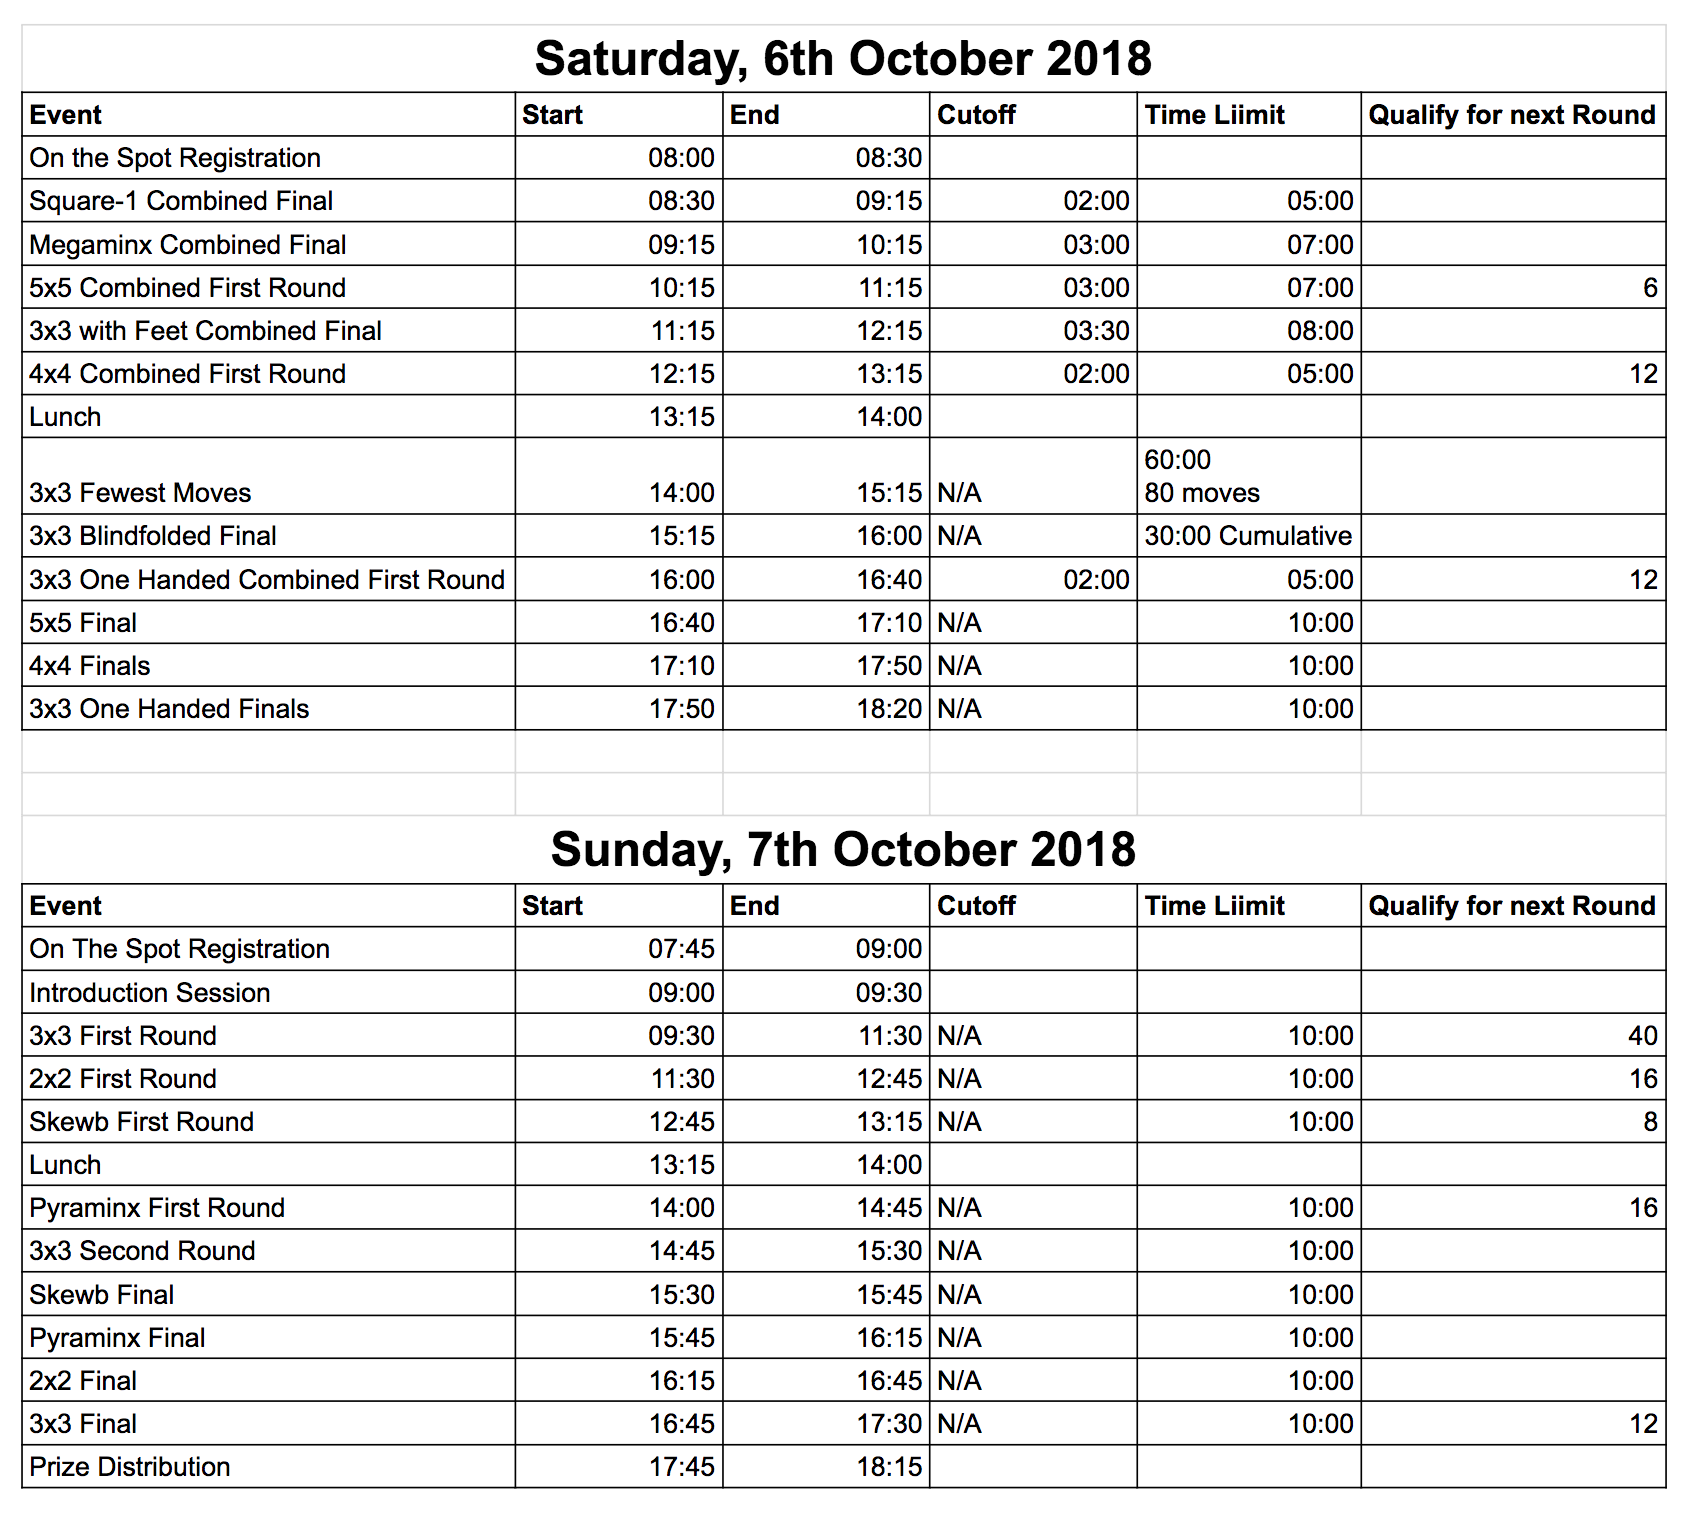 Saturday, 6th October 2018
Event Start End Cutoff Time Liimit Qualify for next Round
On the Spot Registration 08:00 08:30
Square-1 Combined Final 08:30 09:15 02:00 05:00
Megaminx Combined Final 09:15 10:15 03:00 07:00
5x5 Combined First Round 10:15 11:15 03:00 07:00 6
3x3 with Feet Combined Final 11:15 12:15 03:30 08:00
4x4 Combined First Round 12:15 13:15 02:00 05:00 12
Lunch 13:15 14:00
60:00
3x3 Fewest Moves 14:00 15:15 N/A 80 moves
3x3 Blindfolded Final 15:15 16:00 N/A 30:00 Cumulative
3x3 One Handed Combined First Round 16:00 16:40 02:00 05:00 12
5x5 Final 16:40 17:10 N/A 10:00
4x4 Finals 17:10 17:50 N/A 10:00
3x3 One Handed Finals 17:50 18:20 N/A 10:00
Sunday, 7th October 2018
Event Start End Cutoff Time Liimit Qualify for next Round
On The Spot Registration 07:45 09:00
Introduction Session 09:00 09:30
3x3 First Round 09:30 11:30 N/A 10:00 40
2x2 First Round 11:30 12:45 N/A 10:00 16
Skewb First Round 12:45 13:15 N/A 10:00 8
Lunch 13:15 14:00
Pyraminx First Round 14:00 14:45 N/A 10:00 16
3x3 Second Round 14:45 15:30 N/A 10:00
Skewb Final 15:30 15:45 N/A 10:00
Pyraminx Final 15:45 16:15 N/A 10:00
2x2 Final 16:15 16:45 N/A 10:00
3x3 Final 16:45 17:30 N/A 10:00 12
Prize Distribution 17:45 18:15